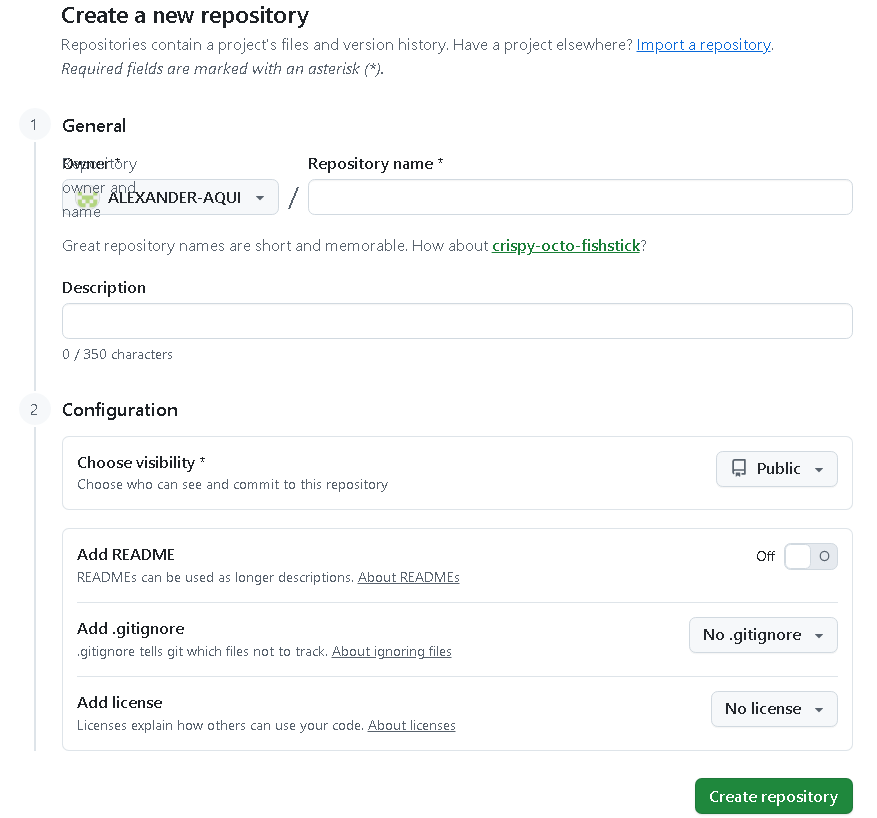 Create a new repository
Repositories contain a project's files and version history. Have a project elsewhere? Import a repository.
Required fields are marked with an asterisk (*).
1
General
Owner *
Repository owner and name
ALEXANDER-AQUI
/
Repository name *
Great repository names are short and memorable. How about crispy-octo-fishstick?
Description
0 / 350 characters
2
Configuration
Choose visibility *
Choose who can see and commit to this repository
Public
Add README
READMEs can be used as longer descriptions. About READMEs
Off
Add .gitignore
.gitignore tells git which files not to track. About ignoring files
No .gitignore
Add license
Licenses explain how others can use your code. About licenses
No license
Create repository